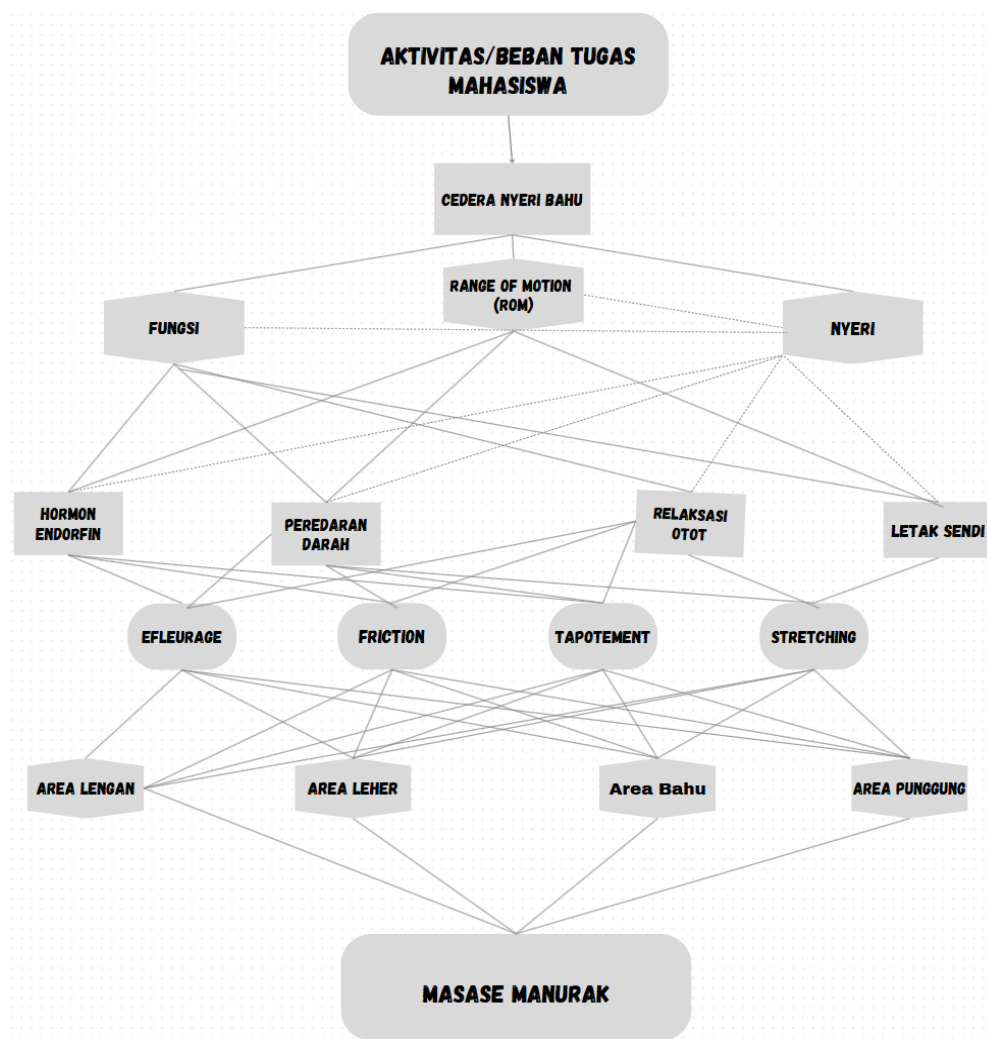 AKTIVITAS/BEBAN TUGAS
MAHASISWA
CEDERA NYERI BAHU
RANGE OF MOTION
(ROM)
FUNGSI
NYERI
HORMON
ENDORFIN
PEREDARAN
DARAH
RELAKSASI
OTOT
LETAK SENDI
EFLEURAGE
FRICTION
TAPOTEMENT
STRETCHING
AREA LENGAN
AREA LEHER
Area Bahu
AREA PUNGGUNG
MASASE MANURAK